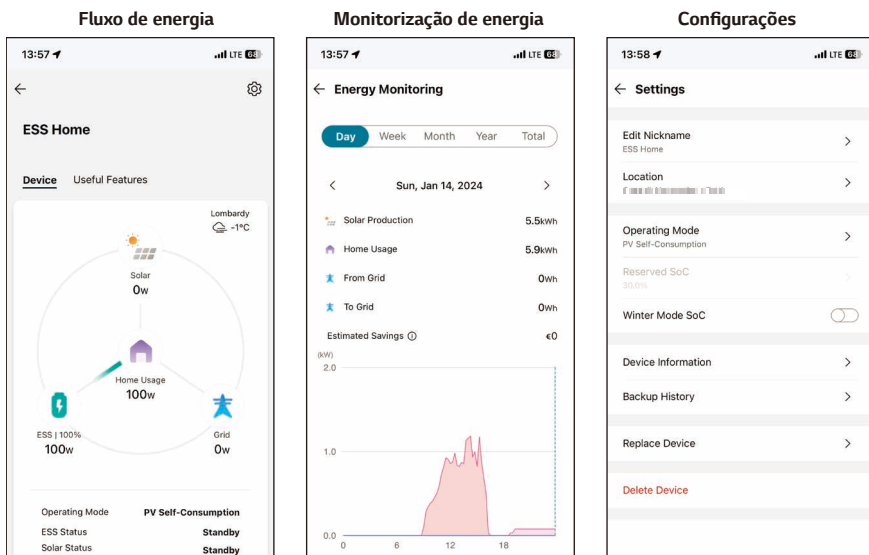 Fluxo de energia
13:57
LTE 68
ESS Home
Device Useful Features
Lombardy
-1°C
Solar
0w
Home Usage
100w
ESS | 100%
100w
Grid
0w
Operating Mode PV Self-Consumption
ESS Status Standby
Solar Status Standby
Monitorização de energia
13:57
LTE 68
Energy Monitoring
Day Week Month Year Total
Sun, Jan 14, 2024
Solar Production 5.5kWh
Home Usage 5.9kWh
From Grid 0Wh
To Grid 0Wh
Estimated Savings €0
(kW)
2.0
1.0
0.0
0 6 12 18
Configurações
13:58
LTE 68
Settings
Edit Nickname
ESS Home
Location
Operating Mode
PV Self-Consumption
Reserved SoC
30.0%
Winter Mode SoC
Device Information
Backup History
Replace Device
Delete Device